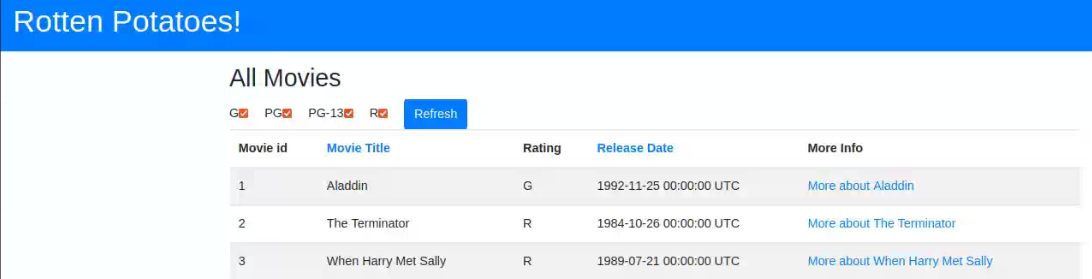 Rotten Potatoes!
All Movies
G PG PG-13 R Refresh
Movie id Movie Title Rating Release Date More Info
1 Aladdin G 1992-11-25 00:00:00 UTC More about Aladdin
2 The Terminator R 1984-10-26 00:00:00 UTC More about The Terminator
3 When Harry Met Sally R 1989-07-21 00:00:00 UTC More about When Harry Met Sally